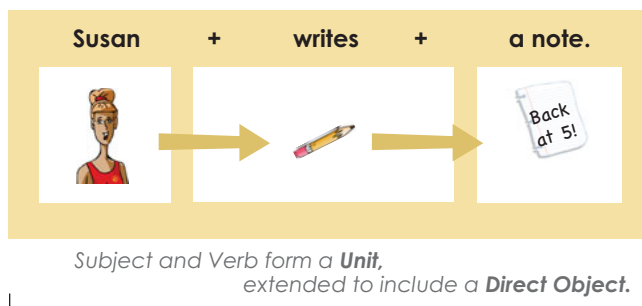 Susan + writes + a note.
Back
at 5!
Subject and Verb form a Unit,
extended to include a Direct Object.